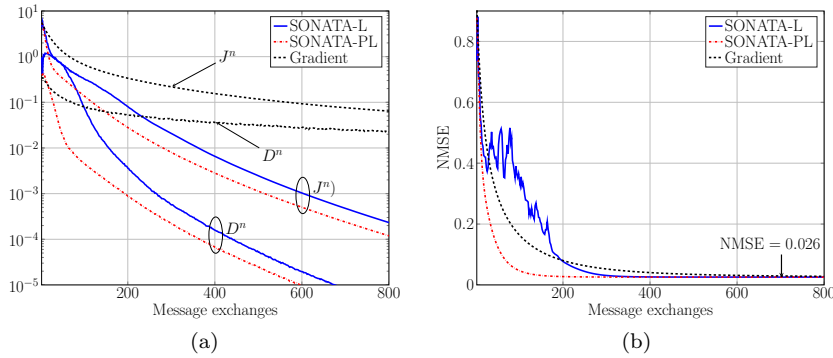 10^1
10^0
10^-1
10^-2
10^-3
10^-4
10^-5
200
400
600
800
Message exchanges
SONATA-L
SONATA-PL
Gradient
J^n
D^n
J^n)
D^n
(a)
NMSE
0.8
0.6
0.4
0.2
0
200
400
600
800
Message exchanges
SONATA-L
SONATA-PL
Gradient
NMSE = 0.026
(b)